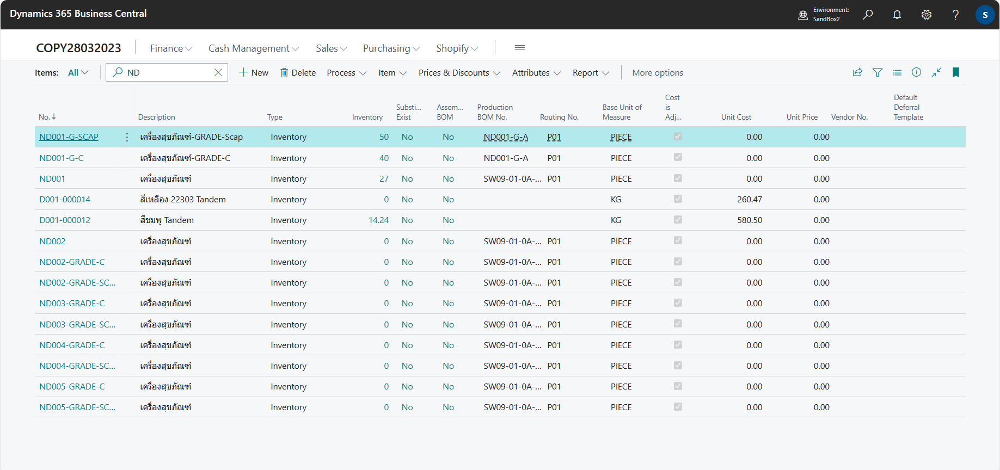 Dynamics 365 Business Central
Environment:
SandBox2
?
S
COPY28032023 Finance Cash Management Sales Purchasing Shopify
Items: All ND New Delete Process Item Prices & Discounts Attributes Report More options
No. ↓ Description Type Inventory Substi... Exist Assem... BOM Production BOM No. Routing No. Base Unit of Measure Cost is Adj... Unit Cost Unit Price Vendor No. Default Deferral Template
ND001-G-SCAP เครื่องสุขภัณฑ์-GRADE-Scap Inventory 50 No No ND001-G-A P01 PIECE 0.00 0.00
ND001-G-C เครื่องสุขภัณฑ์-GRADE-C Inventory 40 No No ND001-G-A P01 PIECE 0.00 0.00
ND001 เครื่องสุขภัณฑ์ Inventory 27 No No SW09-01-0A-... P01 PIECE 0.00 0.00
D001-000014 สีเหลือง 22303 Tandem Inventory 0 No No KG 260.47 0.00
D001-000012 สีชมพู Tandem Inventory 14.24 No No KG 580.50 0.00
ND002 เครื่องสุขภัณฑ์ Inventory 0 No No SW09-01-0A-... P01 PIECE 0.00 0.00
ND002-GRADE-C เครื่องสุขภัณฑ์ Inventory 0 No No SW09-01-0A-... P01 PIECE 0.00 0.00
ND002-GRADE-SC... เครื่องสุขภัณฑ์ Inventory 0 No No SW09-01-0A-... P01 PIECE 0.00 0.00
ND003-GRADE-C เครื่องสุขภัณฑ์ Inventory 0 No No SW09-01-0A-... P01 PIECE 0.00 0.00
ND003-GRADE-SC... เครื่องสุขภัณฑ์ Inventory 0 No No SW09-01-0A-... P01 PIECE 0.00 0.00
ND004-GRADE-C เครื่องสุขภัณฑ์ Inventory 0 No No SW09-01-0A-... P01 PIECE 0.00 0.00
ND004-GRADE-SC... เครื่องสุขภัณฑ์ Inventory 0 No No SW09-01-0A-... P01 PIECE 0.00 0.00
ND005-GRADE-C เครื่องสุขภัณฑ์ Inventory 0 No No SW09-01-0A-... P01 PIECE 0.00 0.00
ND005-GRADE-SC... เครื่องสุขภัณฑ์ Inventory 0 No No SW09-01-0A-... P01 PIECE 0.00 0.00